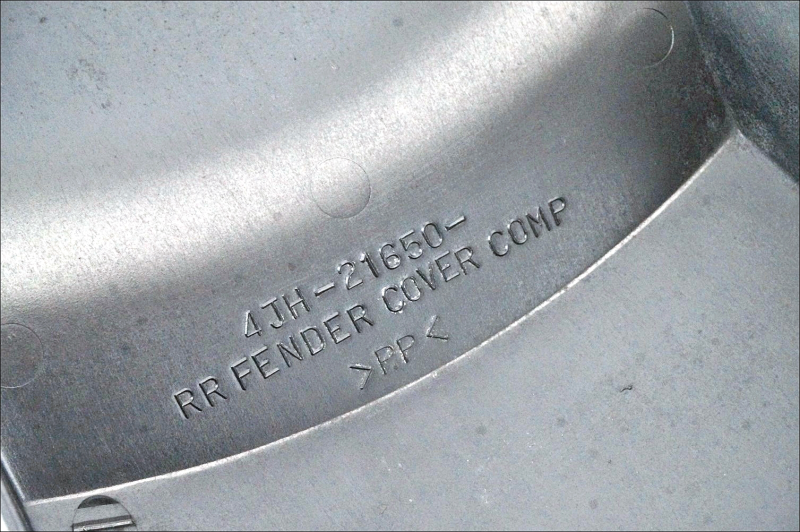 4JH-21650-
RR FENDER COVER COMP
>PP<